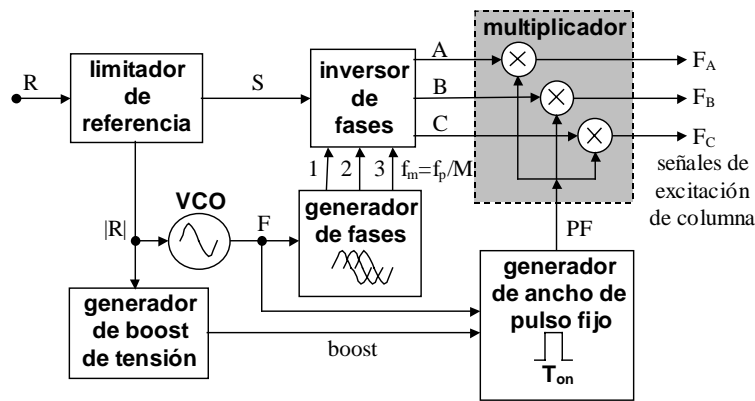 multiplicador
A
F_A
R
limitador
de
referencia
S
inversor
de
fases
B
F_B
C
F_C
1 2 3 f_m=f_p/M
señales de
excitación
de columna
VCO
|R|
F
generador
de fases
PF
generador
de boost
de tensión
boost
generador
de ancho de
pulso fijo
T_on